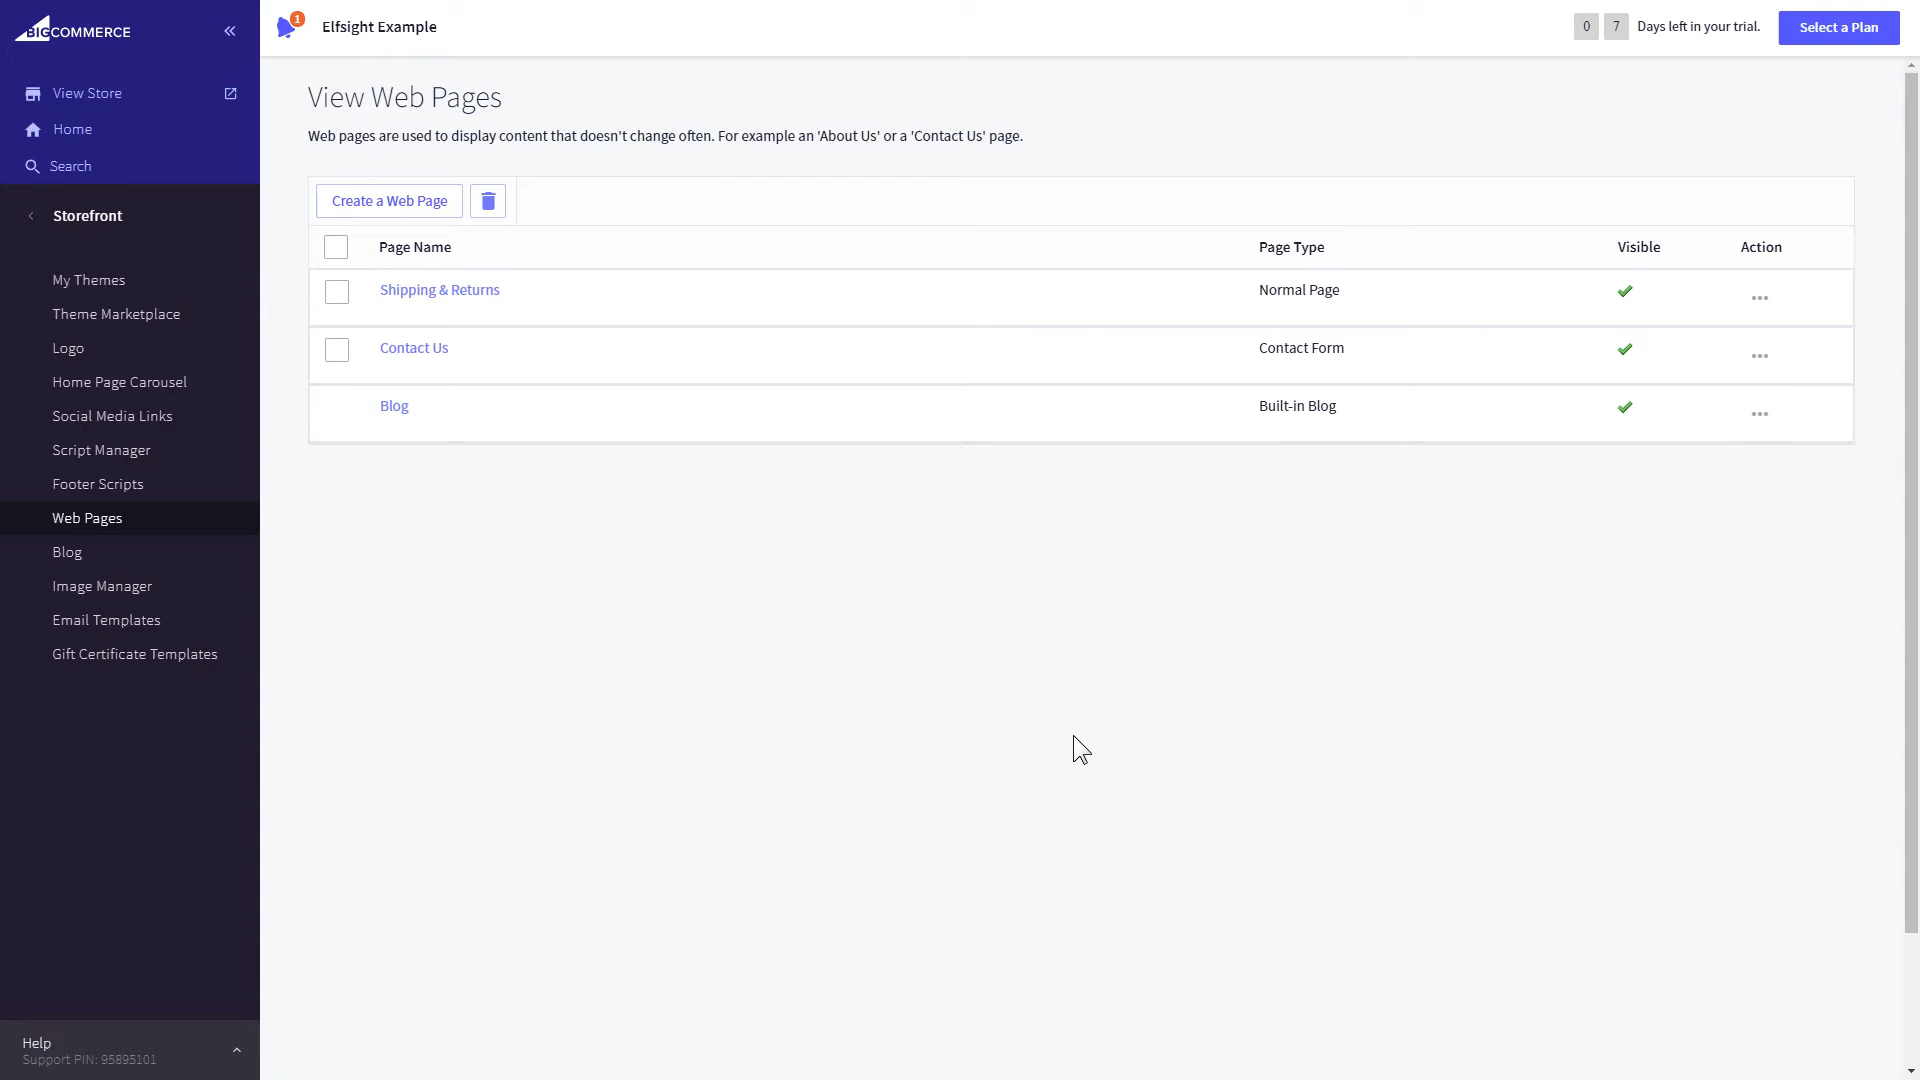 BIGCOMMERCE
View Store
Home
Search
Storefront
My Themes
Theme Marketplace
Logo
Home Page Carousel
Social Media Links
Script Manager
Footer Scripts
Web Pages
Blog
Image Manager
Email Templates
Gift Certificate Templates
Help
Support PIN: 95895101
1
Elfsight Example
0 7 Days left in your trial.
Select a Plan
View Web Pages
Web pages are used to display content that doesn't change often. For example an 'About Us' or a 'Contact Us' page.
Create a Web Page
Page Name Page Type Visible Action
Shipping & Returns Normal Page
Contact Us Contact Form
Blog Built-in Blog